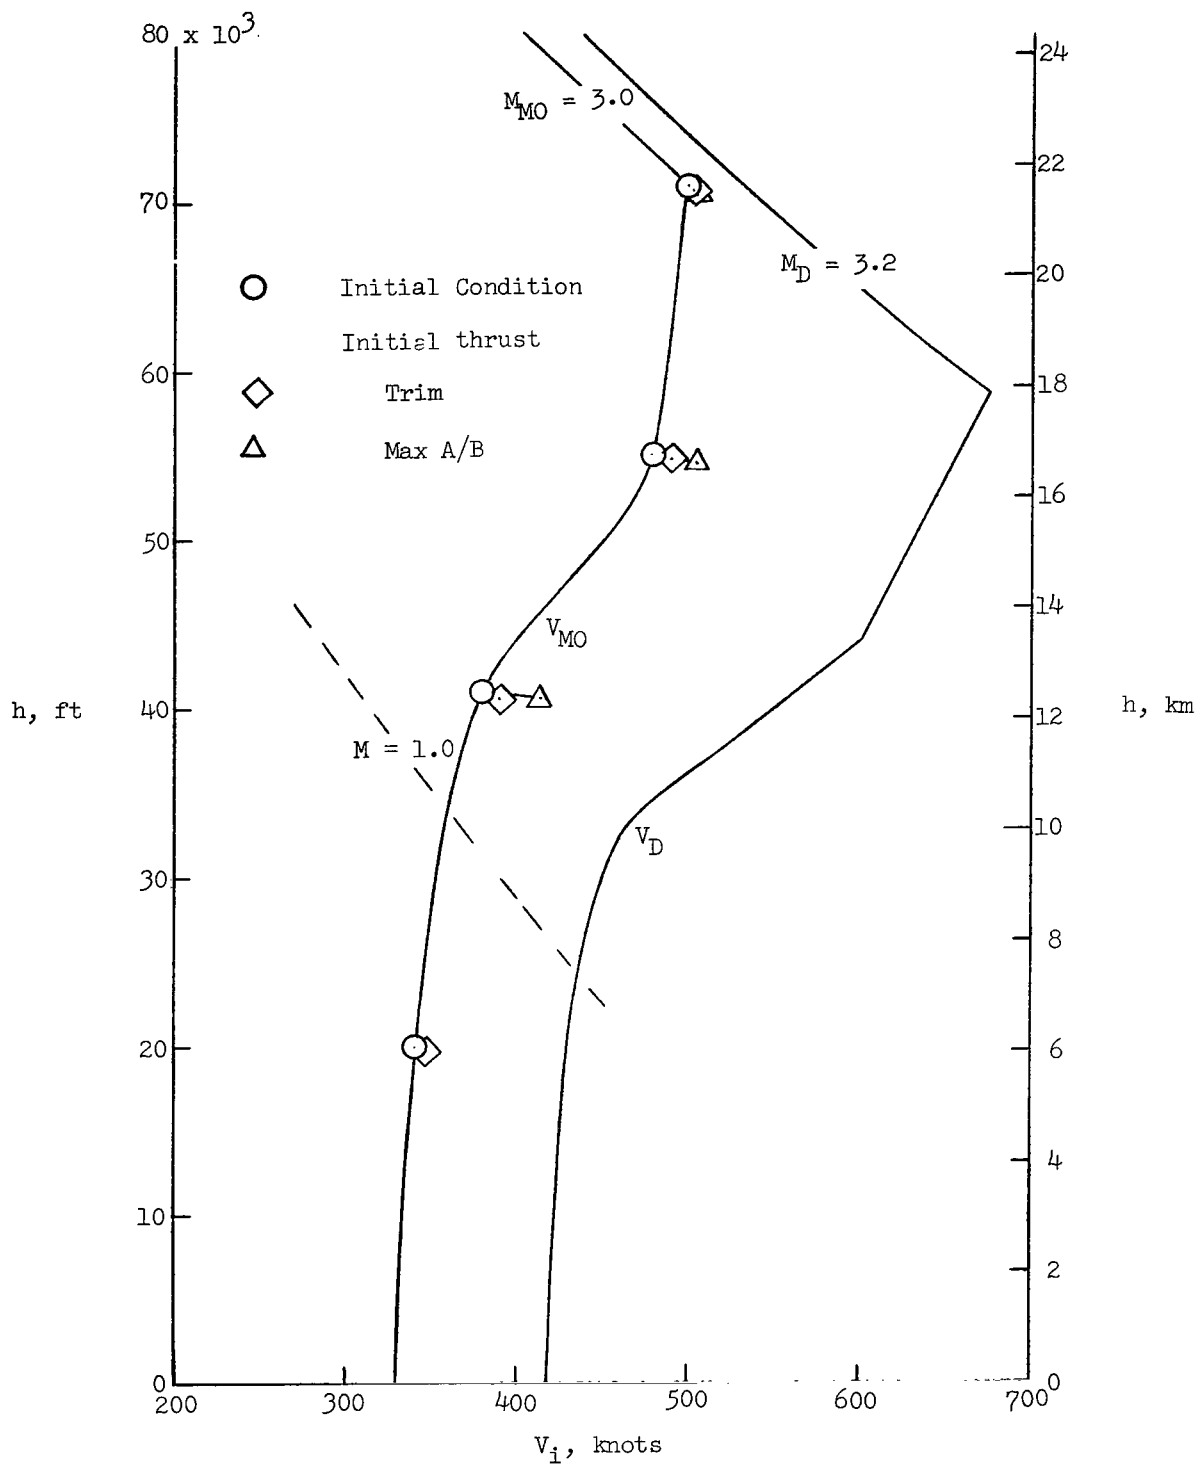 80 x 10³
24
M_MO = 3.0
22
70
M_D = 3.2
20
Initial Condition
Initial thrust
60
18
Trim
Max A/B
16
50
14
V_MO
h, ft
40
12
h, km
M = 1.0
10
V_D
30
8
20
6
4
10
2
0
0
200
300
400
500
600
700
V_i, knots